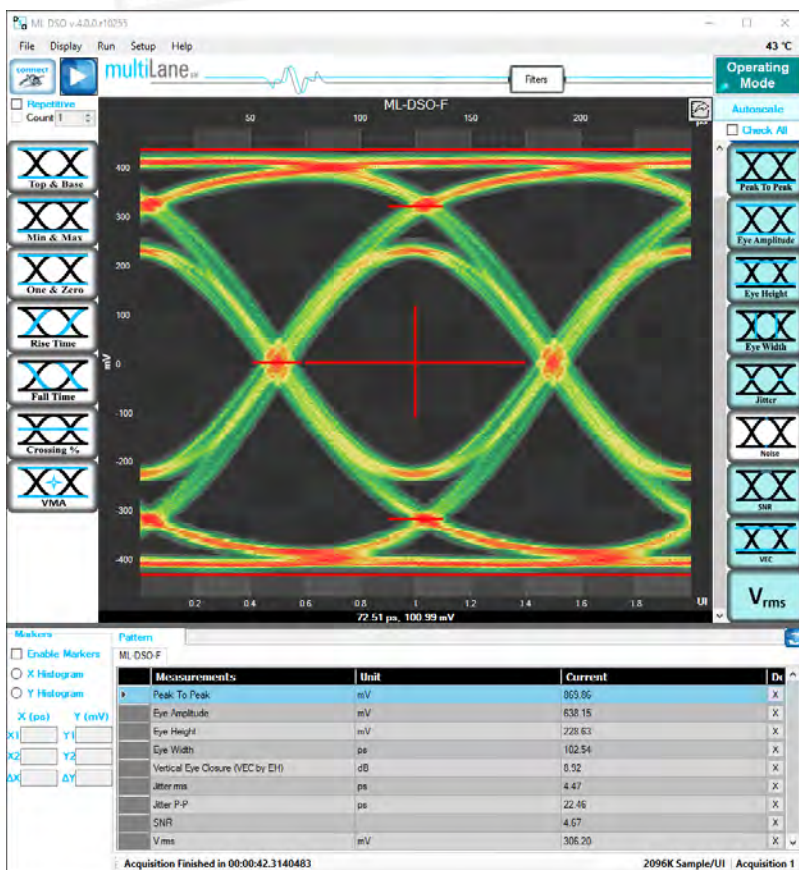 ML DSO v.4.0.0.r10255
File Display Run Setup Help 43 °C
connect multiLane Filters Operating Mode
Repetitive
Count 1
Autoscale
Check All
ML-DSO-F
50 100 150 200
Top & Base
Min & Max
One & Zero
Rise Time
Fall Time
Crossing %
VMA
400
300
200
100
mV 0
-100
-200
-300
-400
0.2 0.4 0.6 0.8 1 1.2 1.4 1.6 1.8 UI
72.51 ps, 100.99 mV
Peak To Peak
Eye Amplitude
Eye Height
Eye Width
Jitter
Noise
SNR
VEC
Vrms
Markers
Enable Markers
X Histogram
Y Histogram
X (ps) Y (mV)
X1 Y1
X2 Y2
ΔX ΔY
Pattern
ML-DSO-F
Measurements Unit Current
Peak To Peak mV 869.86 X
Eye Amplitude mV 638.15 X
Eye Height mV 228.63 X
Eye Width ps 102.54 X
Vertical Eye Closure (VEC by EH) dB 8.92 X
Jitter rms ps 4.47 X
Jitter P-P ps 22.46 X
SNR 4.67 X
V rms mV 306.20 X
Acquisition Finished in 00:00:42.3140483 2096K Sample/UI Acquisition 1